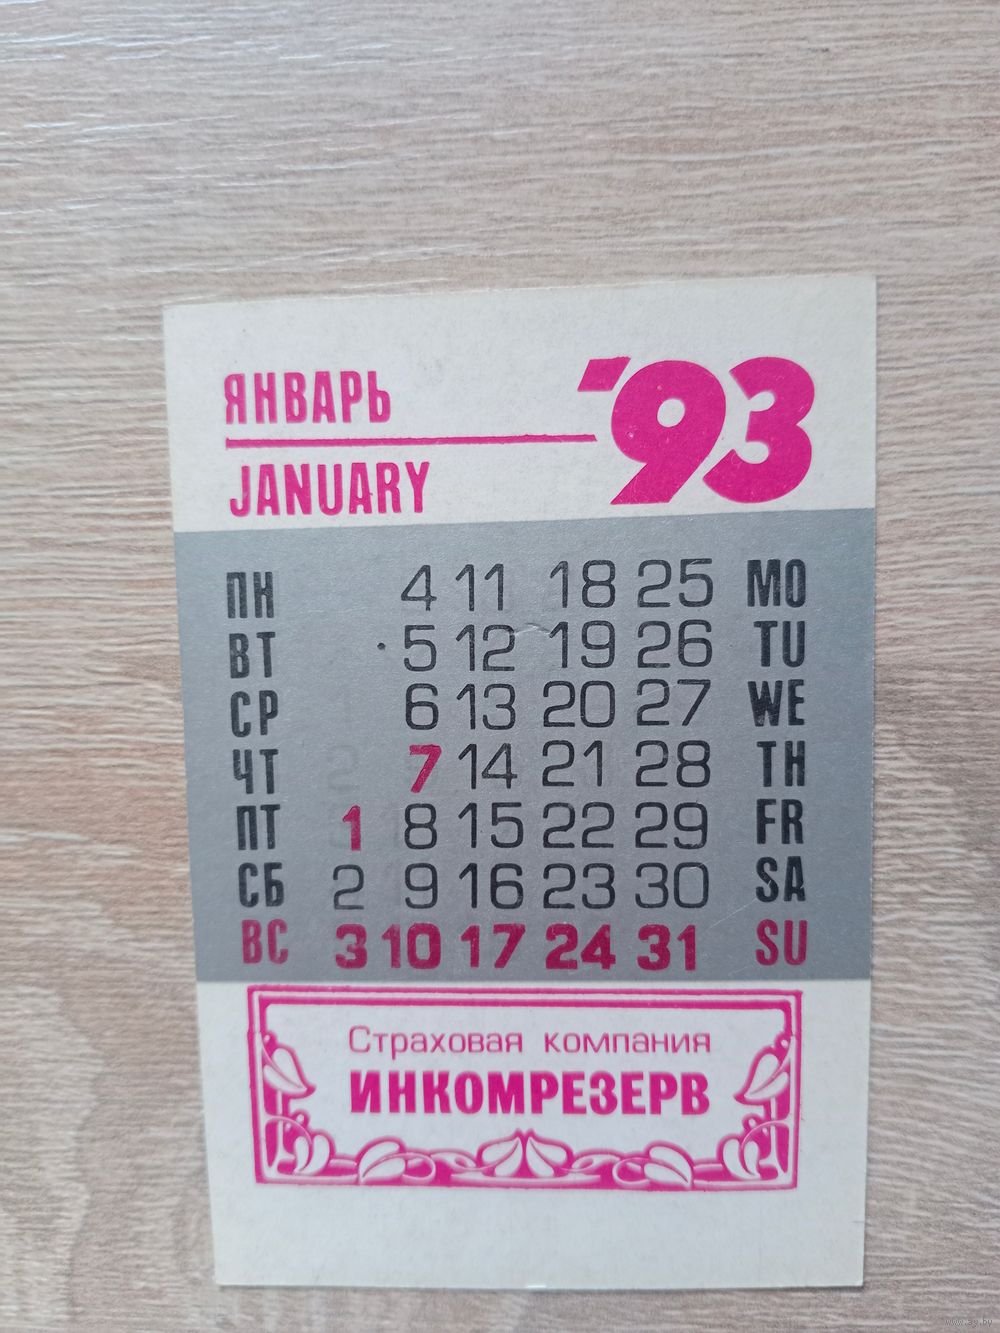 ЯНВАРЬ
'93
JANUARY
ПН 4 11 18 25 MO
ВТ 5 12 19 26 TU
СР 6 13 20 27 WE
ЧТ 7 14 21 28 TH
ПТ 1 8 15 22 29 FR
СБ 2 9 16 23 30 SA
ВС 3 10 17 24 31 SU
Страховая компания
ИНКОМРЕЗЕРВ